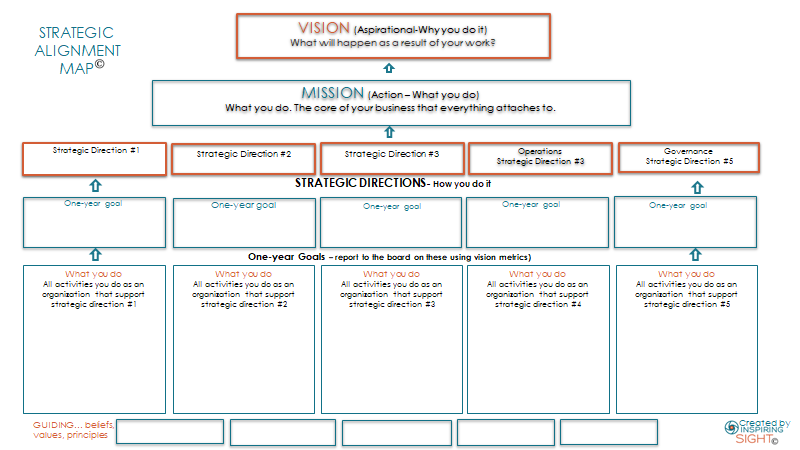 STRATEGIC
ALIGNMENT
MAP©
VISION (Aspirational-Why you do it)
What will happen as a result of your work?
MISSION (Action – What you do)
What you do. The core of your business that everything attaches to.
Strategic Direction #1
Strategic Direction #2
Strategic Direction #3
Operations
Strategic Direction #3
Governance
Strategic Direction #5
STRATEGIC DIRECTIONS- How you do it
One-year goal
One-year goal
One-year goal
One-year goal
One-year goal
One-year Goals – report to the board on these using vision metrics)
What you do
All activities you do as an
organization that support
strategic direction #1
What you do
All activities you do as an
organization that support
strategic direction #2
What you do
All activities you do as an
organization that support
strategic direction #3
What you do
All activities you do as an
organization that support
strategic direction #4
What you do
All activities you do as an
organization that support
strategic direction #5
GUIDING... beliefs,
values, principles
Created by
INSPIRING
SIGHT©